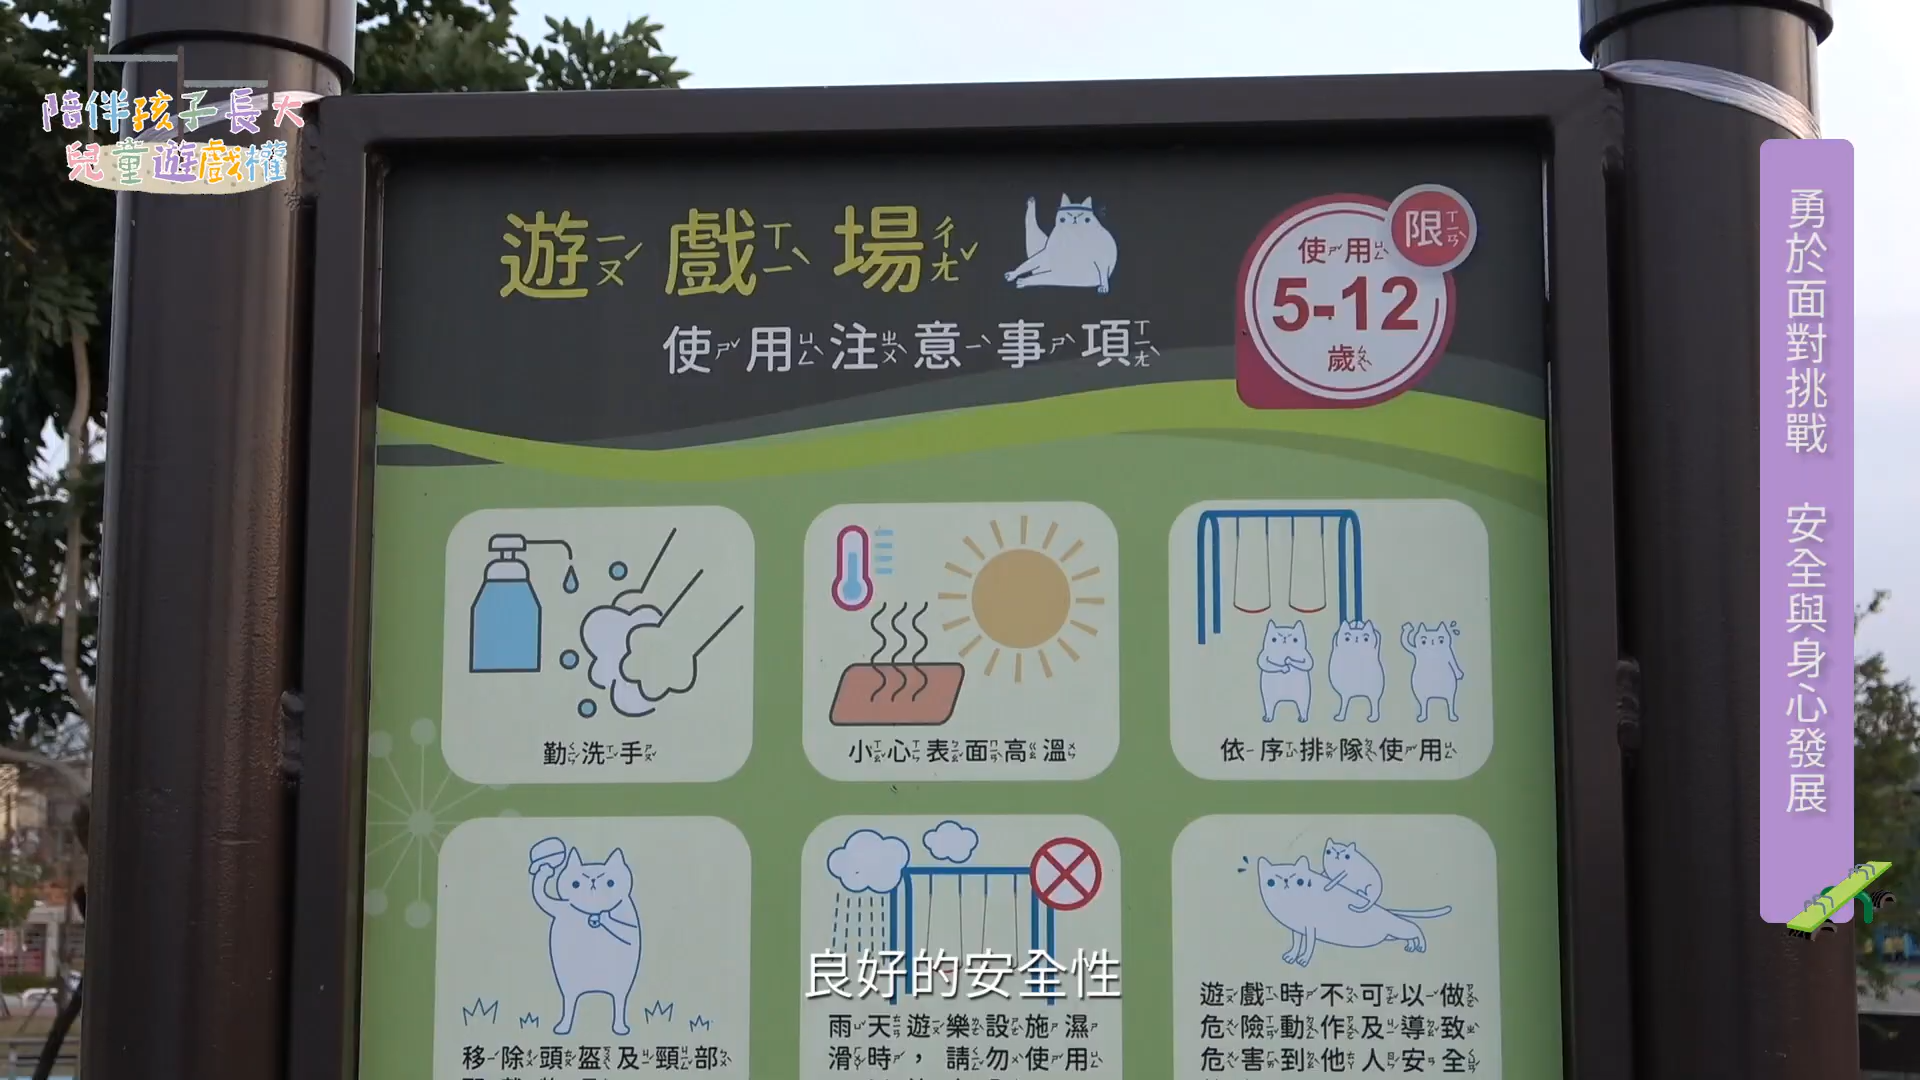 陪伴孩子長大
兒童遊戲權
遊戲場
使用注意事項
限
使用
5-12
歲
勤洗手
小心表面高溫
依序排隊使用
移除頭盔及頸部
雨天遊樂設施濕
滑時，請勿使用
遊戲時不可以做
危險動作及導致
危害到他人安全
良好的安全性
勇於面對挑戰 安全與身心發展